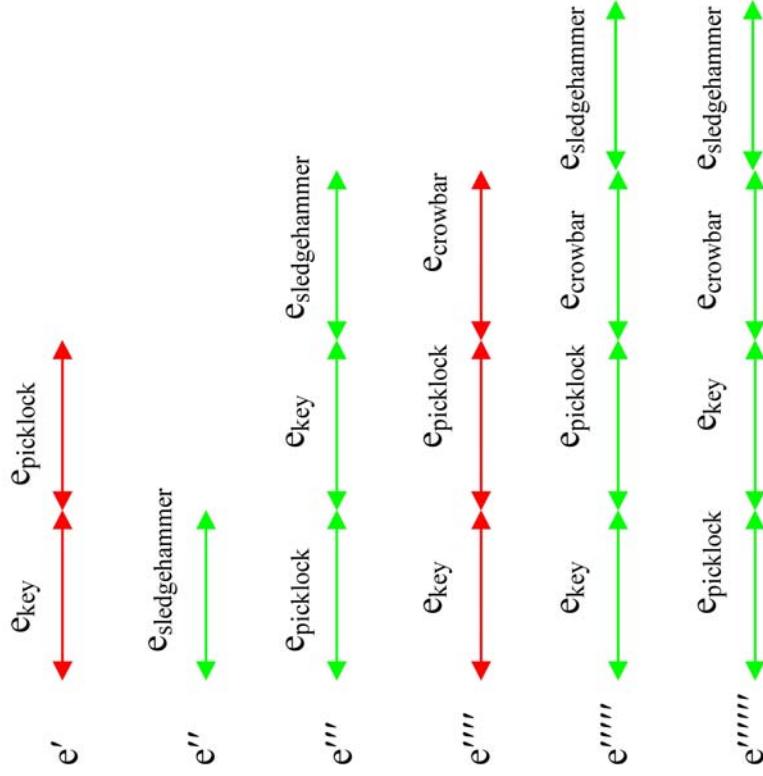 e′ e_key e_picklock
e″ e_sledgehammer
e‴ e_picklock e_key e_sledgehammer
e′′′′ e_key e_picklock e_crowbar
e′′′′′ e_key e_picklock e_crowbar e_sledgehammer
e′′′′′′ e_picklock e_key e_crowbar e_sledgehammer